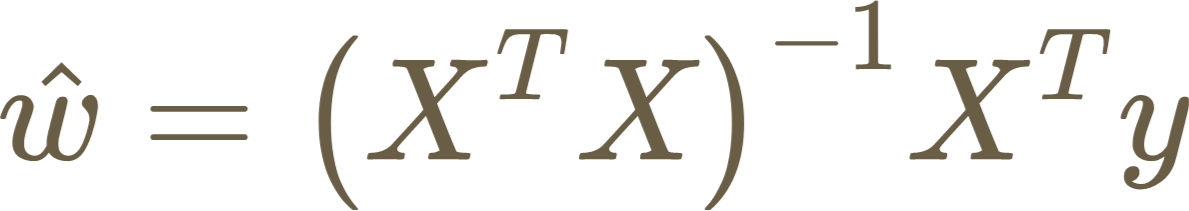 ŵ = (XᵀX)⁻¹Xᵀy